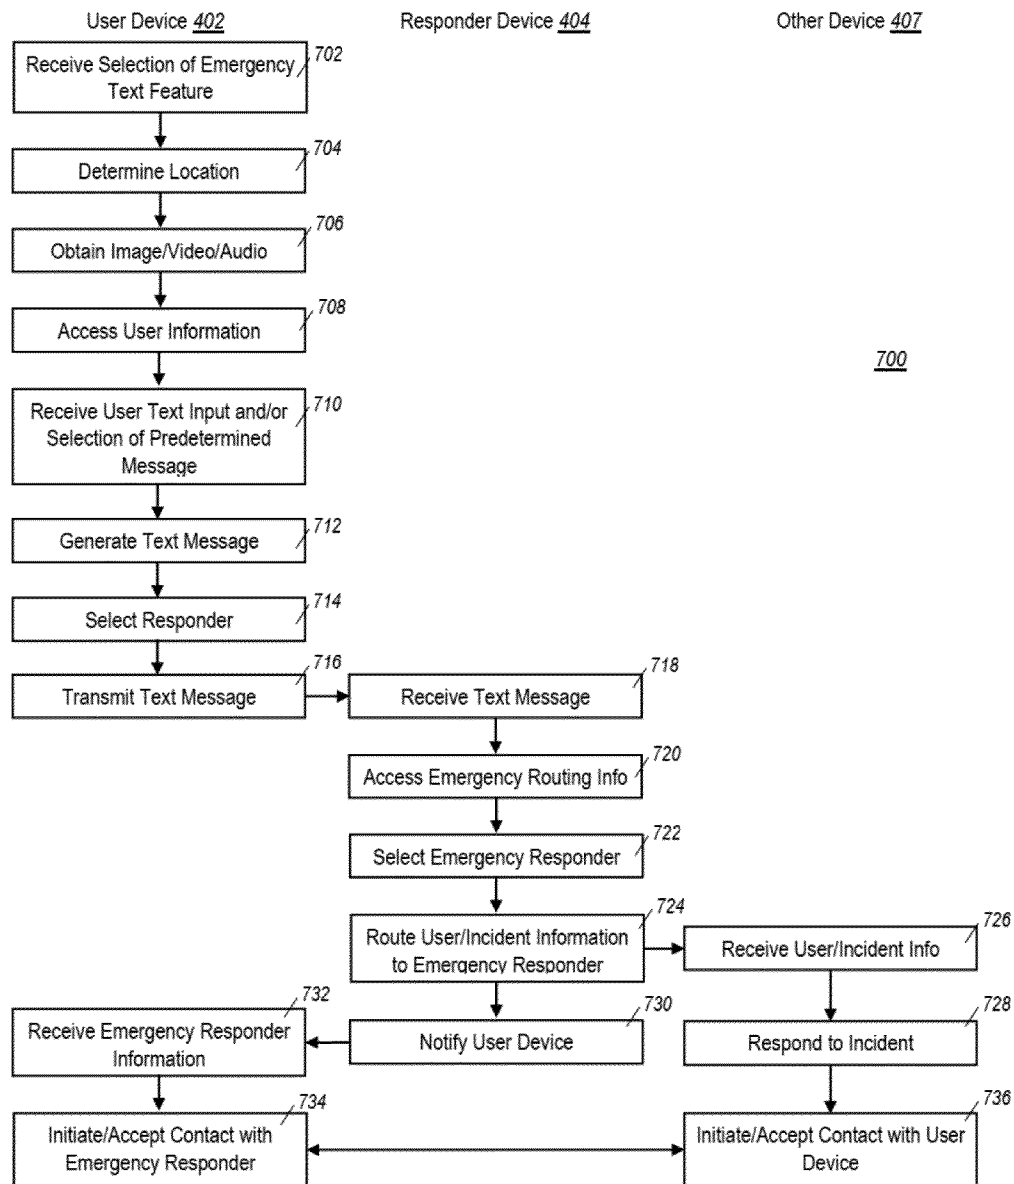 User Device 402
Responder Device 404
Other Device 407
702
Receive Selection of Emergency
Text Feature
704
Determine Location
706
Obtain Image/Video/Audio
708
Access User Information
700
710
Receive User Text Input and/or
Selection of Predetermined
Message
712
Generate Text Message
714
Select Responder
716
Transmit Text Message
718
Receive Text Message
720
Access Emergency Routing Info
722
Select Emergency Responder
724
Route User/Incident Information
to Emergency Responder
726
Receive User/Incident Info
728
Respond to Incident
730
Notify User Device
732
Receive Emergency Responder
Information
734
Initiate/Accept Contact with
Emergency Responder
736
Initiate/Accept Contact with User
Device